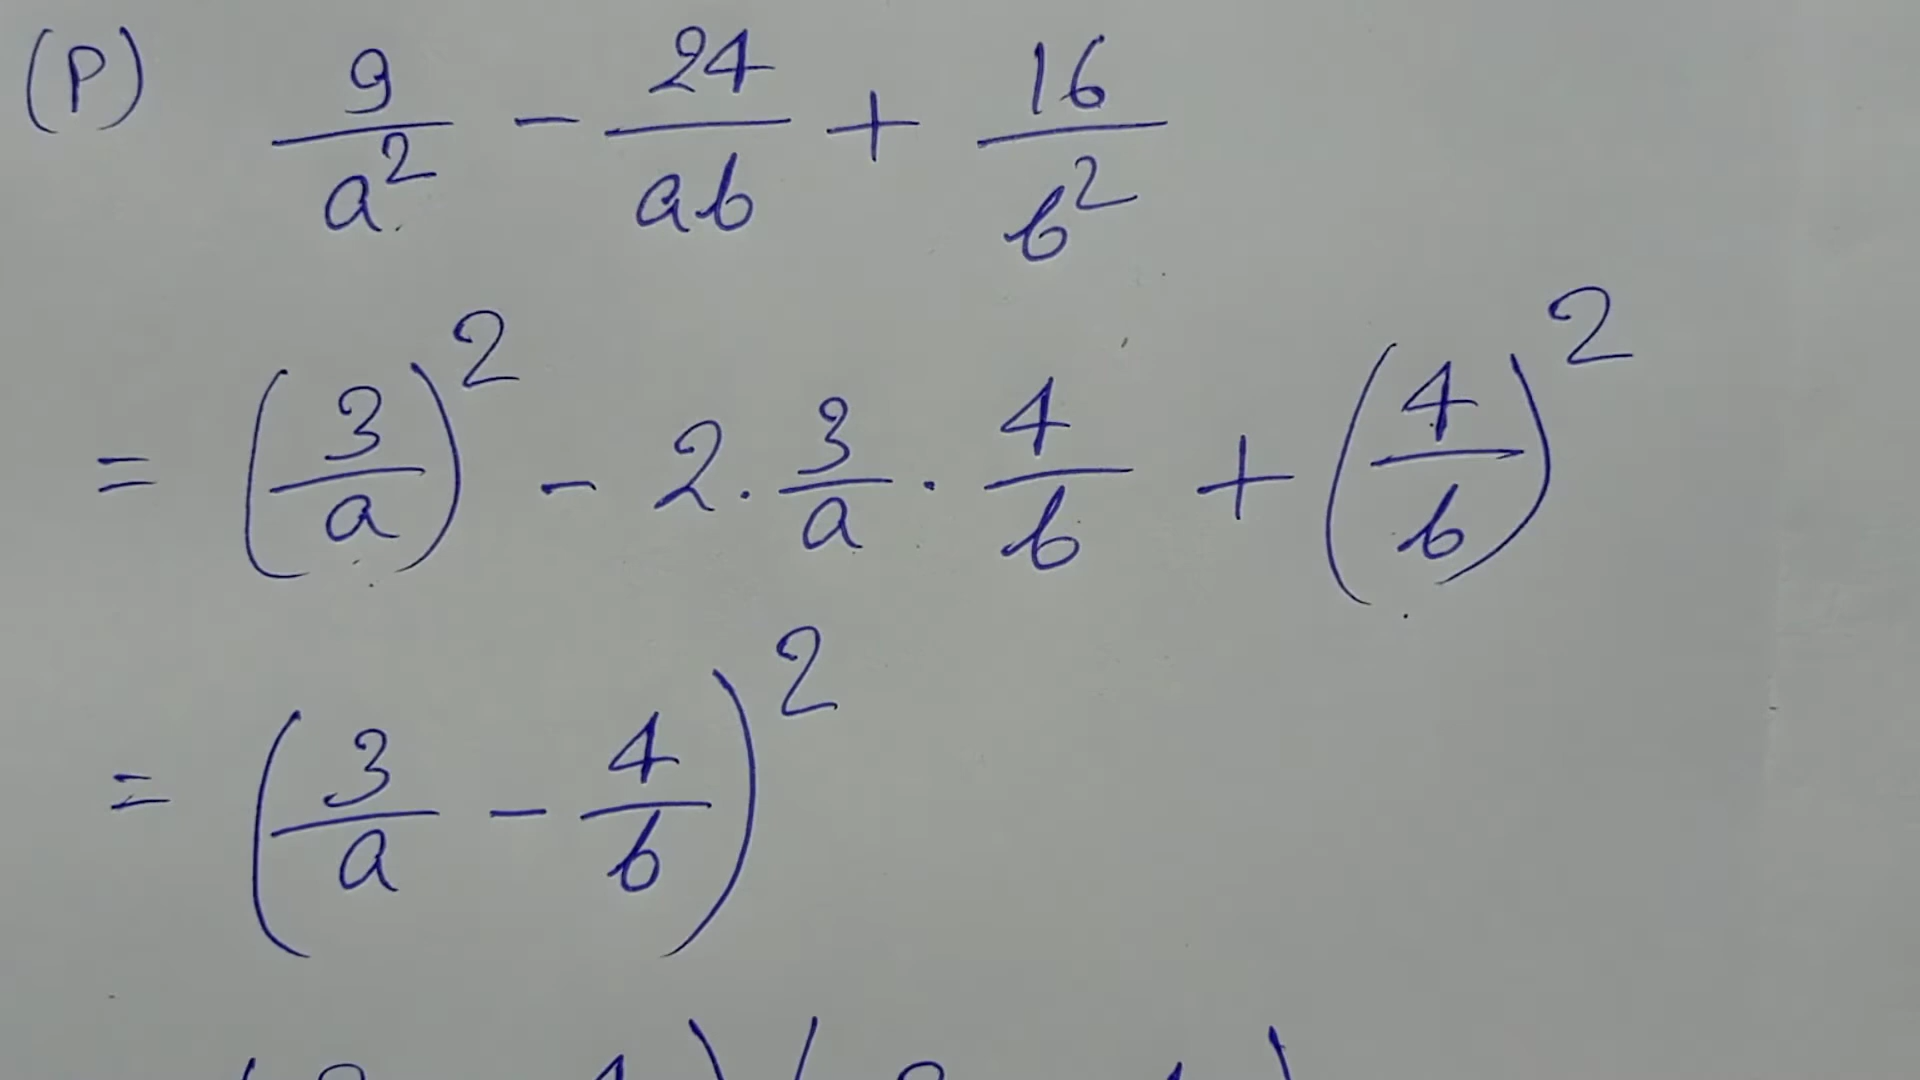 (P) 9/a² - 24/ab + 16/b²
= (3/a)² - 2 · 3/a · 4/b + (4/b)²
= (3/a - 4/b)²